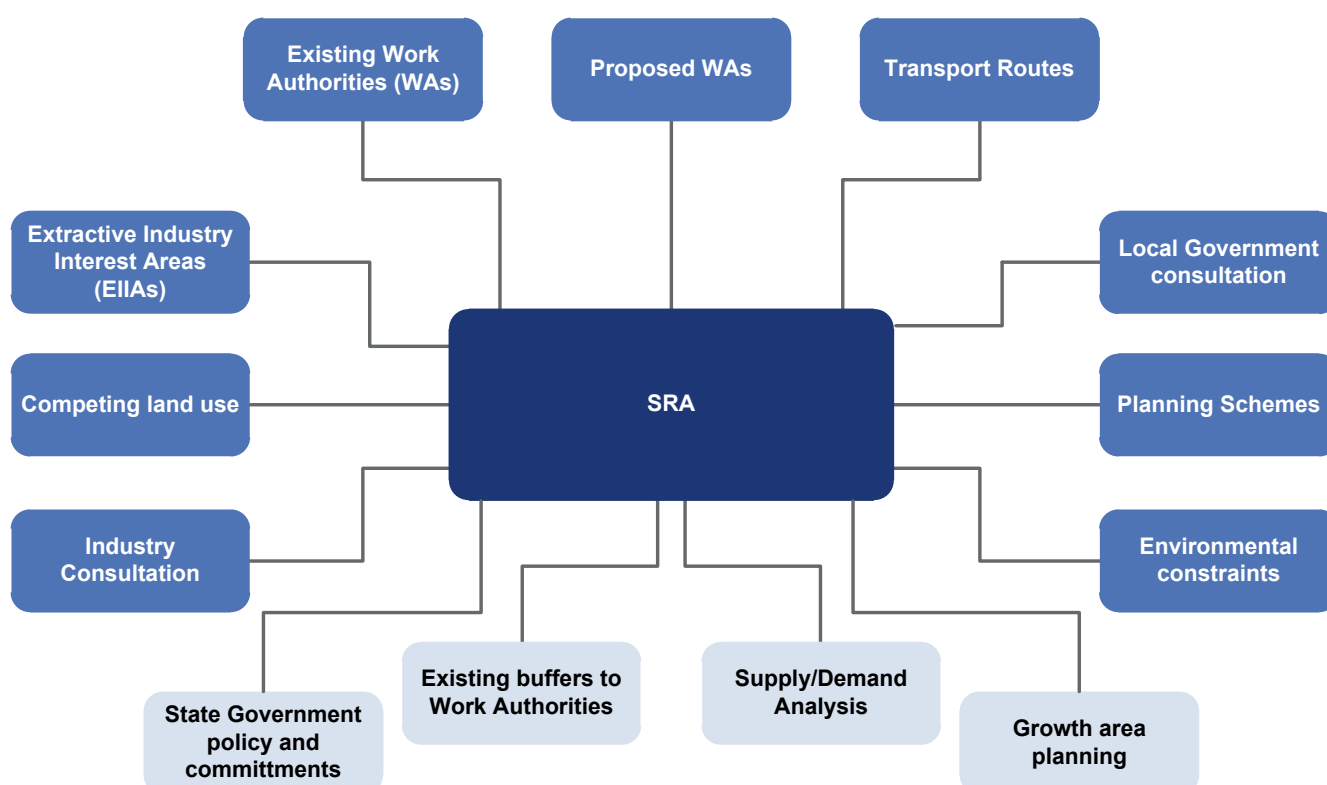 Existing Work
Authorities (WAs)
Proposed WAs
Transport Routes
Extractive Industry
Interest Areas
(EIIAs)
Local Government
consultation
Competing land use
SRA
Planning Schemes
Industry
Consultation
Environmental
constraints
State Government
policy and
committments
Existing buffers to
Work Authorities
Supply/Demand
Analysis
Growth area
planning